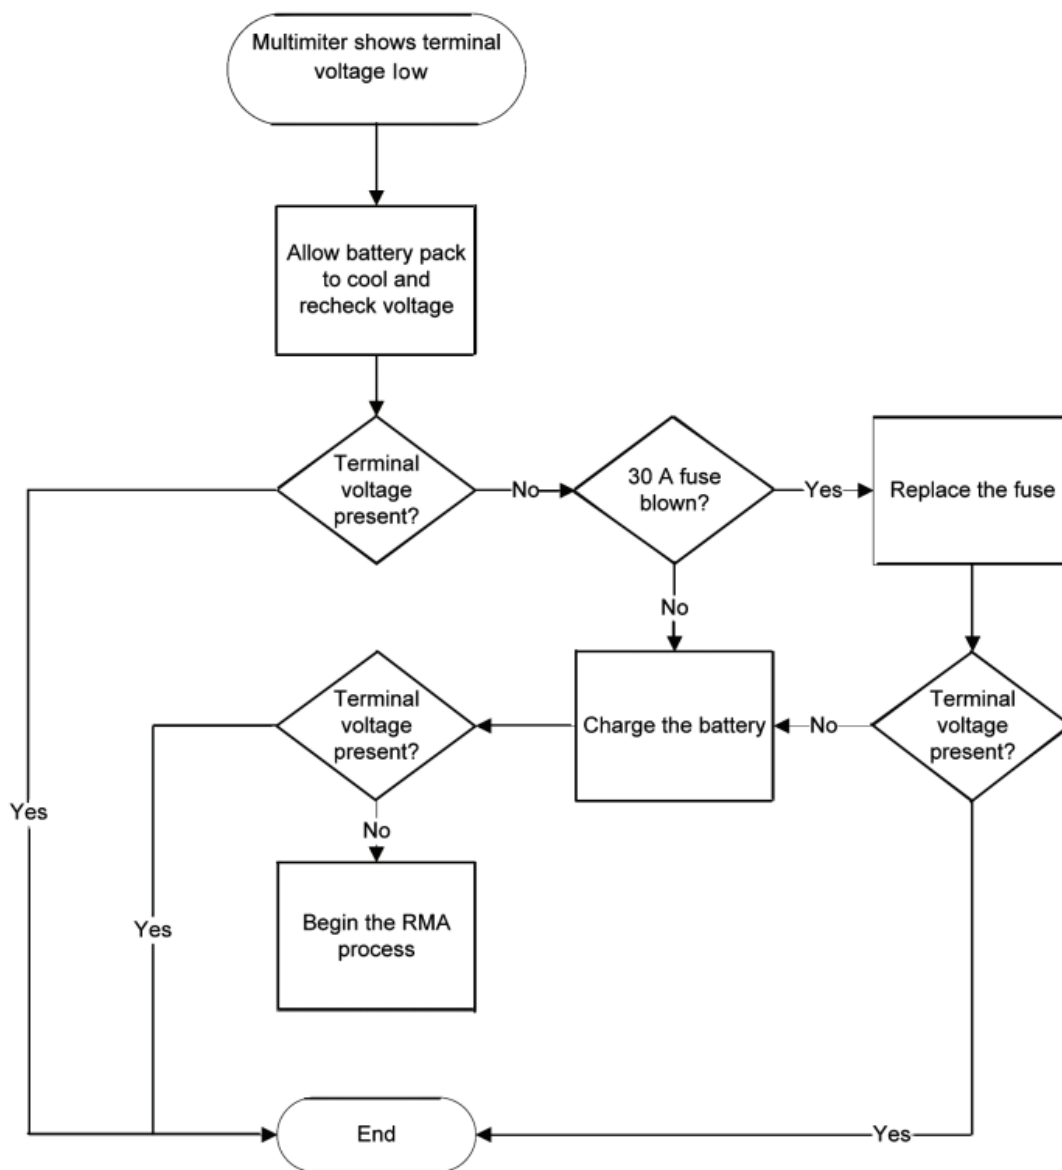 Multimiter shows terminal
voltage low
Allow battery pack
to cool and
recheck voltage
Terminal
voltage
present?
No
30 A fuse
blown?
Yes
Replace the fuse
No
Terminal
voltage
present?
Charge the battery
No
Terminal
voltage
present?
Yes
No
Yes
Begin the RMA
process
End
Yes